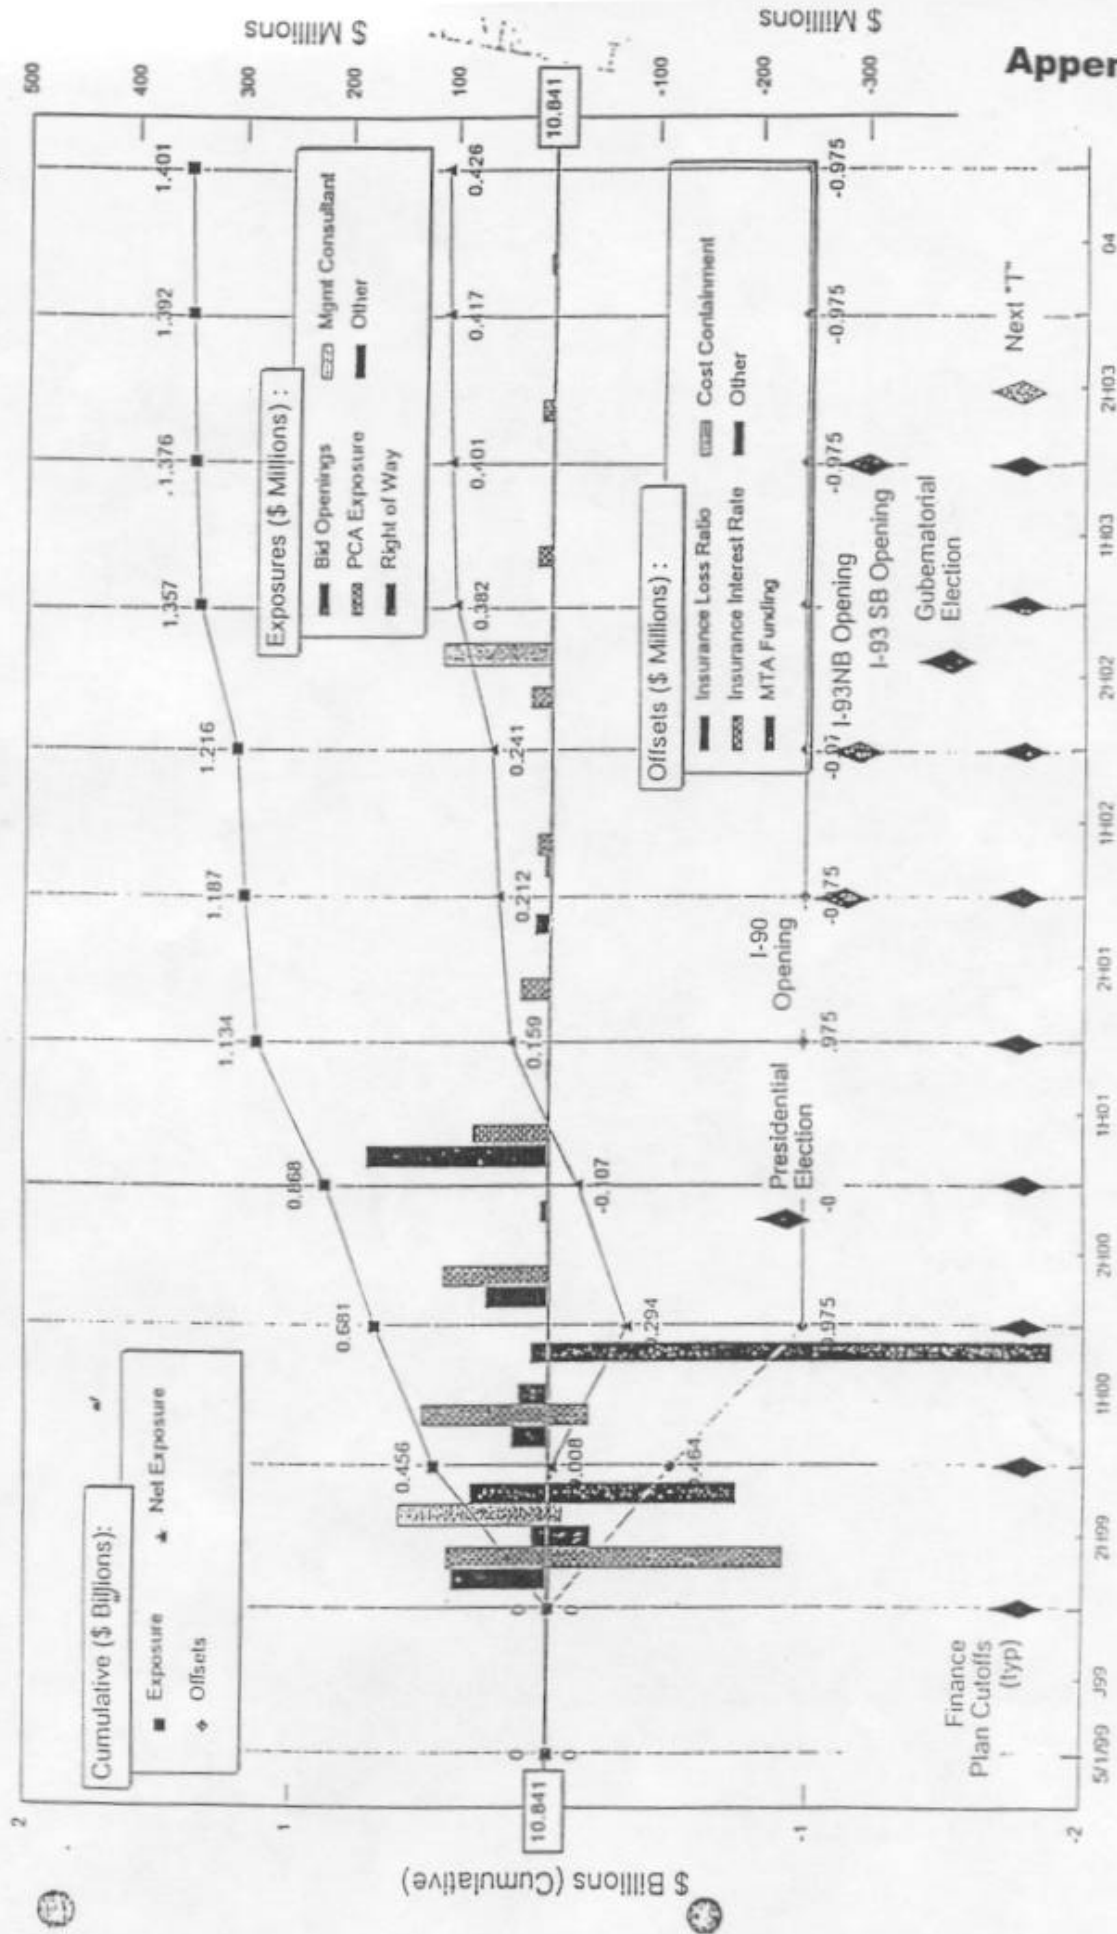 Appen
$ Billions (Cumulative)
2
1
10.841
-1
-2
Cumulative ($ Billions):
Exposure
Net Exposure
Offsets
$ Millions
500
400
300
200
100
10.841
$ Millions
-100
-200
-300
Exposures ($ Millions) :
Bid Openings
Mgmt Consultant
PCA Exposure
Other
Right of Way
Offsets ($ Millions) :
Insurance Loss Ratio
Cost Containment
Insurance Interest Rate
Other
MTA Funding
0
0
0.456
0.681
0.868
1.134
1.187
1.216
1.357
.1.376
1.392
1.401
0
0
0.008
0.294
-0.107
0.159
0.212
0.241
0.382
0.401
0.417
0.426
0.464
0.975
-0
.975
-0.975
-0.97
-0.975
-0.975
-0.975
Presidential
Election
I-90
Opening
I-93NB Opening
I-93 SB Opening
Gubernatorial
Election
Next "T"
Finance
Plan Cutoffs
(typ)
5/1/99
J99
2H99
1H00
2H00
1H01
2H01
1H02
2H02
1H03
2H03
04